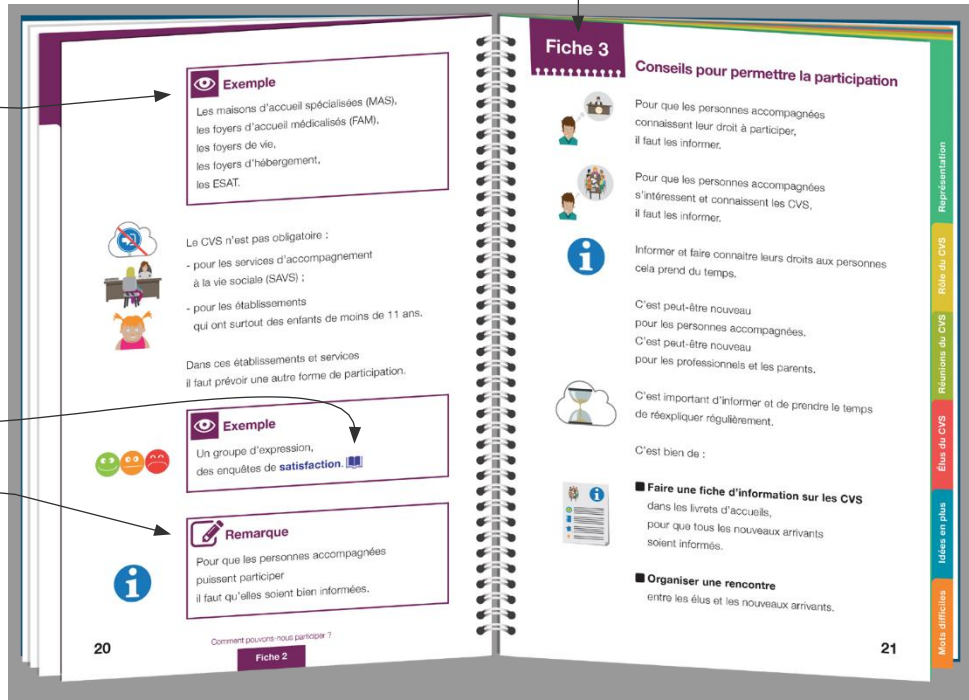 Exemple
Les maisons d'accueil spécialisées (MAS),
les foyers d'accueil médicalisés (FAM),
les foyers de vie,
les foyers d'hébergement,
les ESAT.
Le CVS n'est pas obligatoire :
- pour les services d'accompagnement
à la vie sociale (SAVS) ;
- pour les établissements
qui ont surtout des enfants de moins de 11 ans.
Dans ces établissements et services
il faut prévoir une autre forme de participation.
Exemple
Un groupe d'expression,
des enquêtes de satisfaction.
Remarque
Pour que les personnes accompagnées
puissent participer
il faut qu'elles soient bien informées.
20
Comment pouvons-nous participer ?
Fiche 2
Fiche 3
Conseils pour permettre la participation
Pour que les personnes accompagnées
connaissent leur droit à participer,
il faut les informer.
Pour que les personnes accompagnées
s'intéressent et connaissent les CVS,
il faut les informer.
Informer et faire connaitre leurs droits aux personnes
cela prend du temps.
C'est peut-être nouveau
pour les personnes accompagnées.
C'est peut-être nouveau
pour les professionnels et les parents.
C'est important d'informer et de prendre le temps
de réexpliquer régulièrement.
C'est bien de :
Faire une fiche d'information sur les CVS
dans les livrets d'accueils,
pour que tous les nouveaux arrivants
soient informés.
Organiser une rencontre
entre les élus et les nouveaux arrivants.
21
Représentation
Rôle du CVS
Réunions du CVS
Élus du CVS
Idées en plus
Mots difficiles